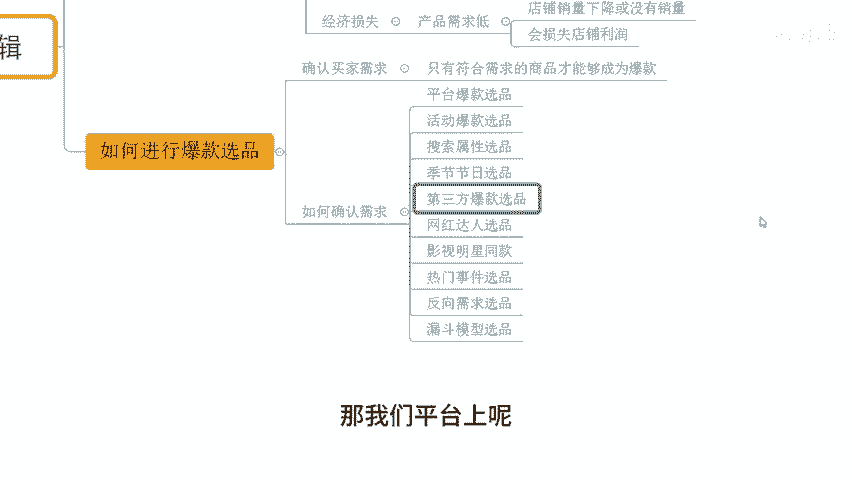 店铺销量下降或没有销量
经济损失
产品需求低
会损失店铺利润
辑
确认买家需求
只有符合需求的商品才能够成为爆款
平台爆款选品
活动爆款选品
如何进行爆款选品
搜索属性选品
季节节日选品
第三方爆款选品
如何确认需求
网红达人选品
影视明星同款
热门事件选品
反向需求选品
漏斗模型选品
那我们平台上呢